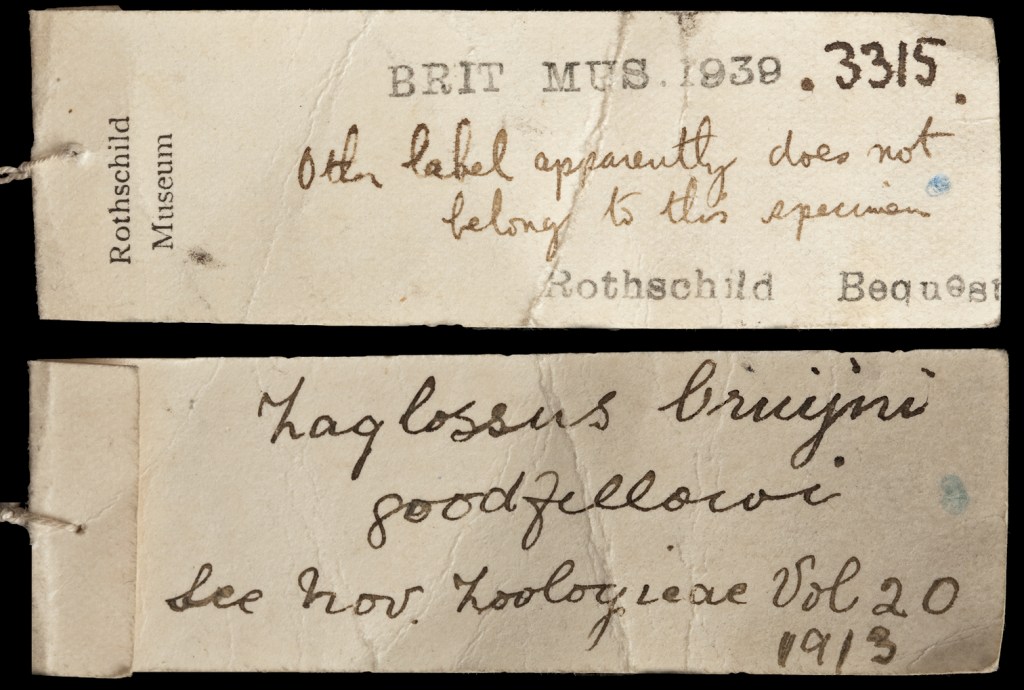 Rothschild
Museum
BRIT MUS. 1939 . 3315.
Other label apparently does not
belong to this specimen
Rothschild Bequest
Zaglossus bruijni
goodfellowi
See Nov. Zoologicae Vol 20
1913